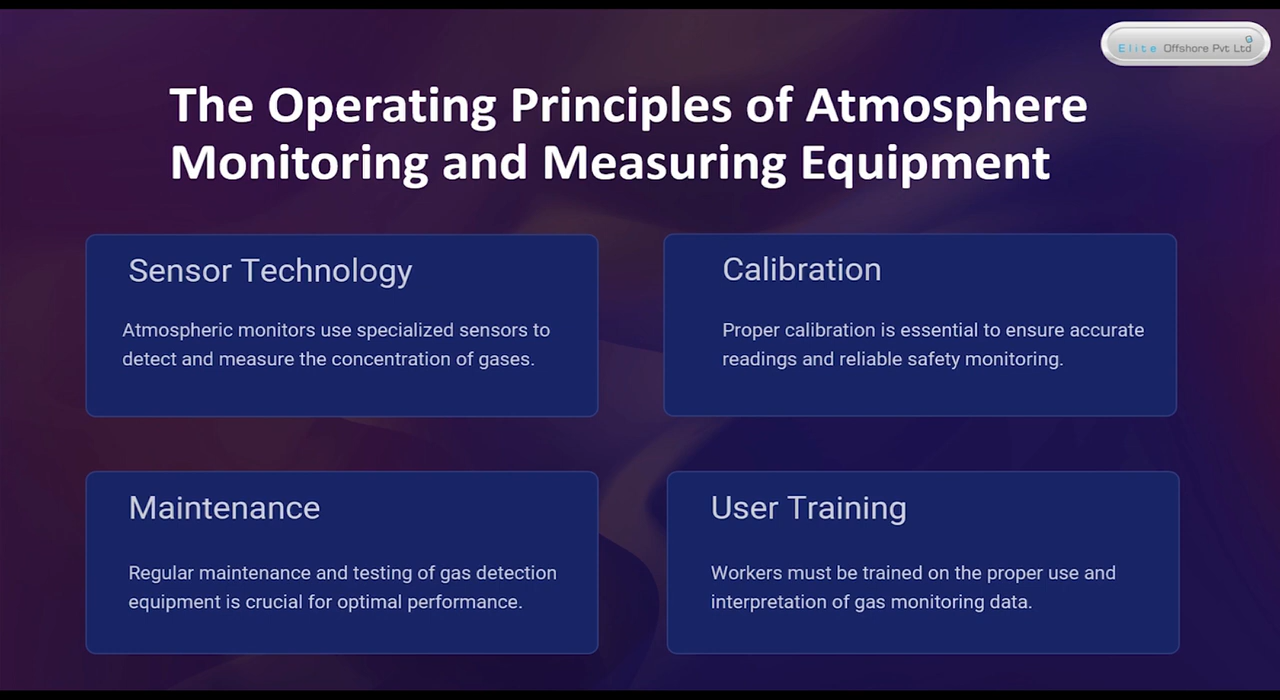 Elite Offshore Pvt Ltd
The Operating Principles of Atmosphere
Monitoring and Measuring Equipment
Sensor Technology
Atmospheric monitors use specialized sensors to
detect and measure the concentration of gases.
Calibration
Proper calibration is essential to ensure accurate
readings and reliable safety monitoring.
Maintenance
Regular maintenance and testing of gas detection
equipment is crucial for optimal performance.
User Training
Workers must be trained on the proper use and
interpretation of gas monitoring data.